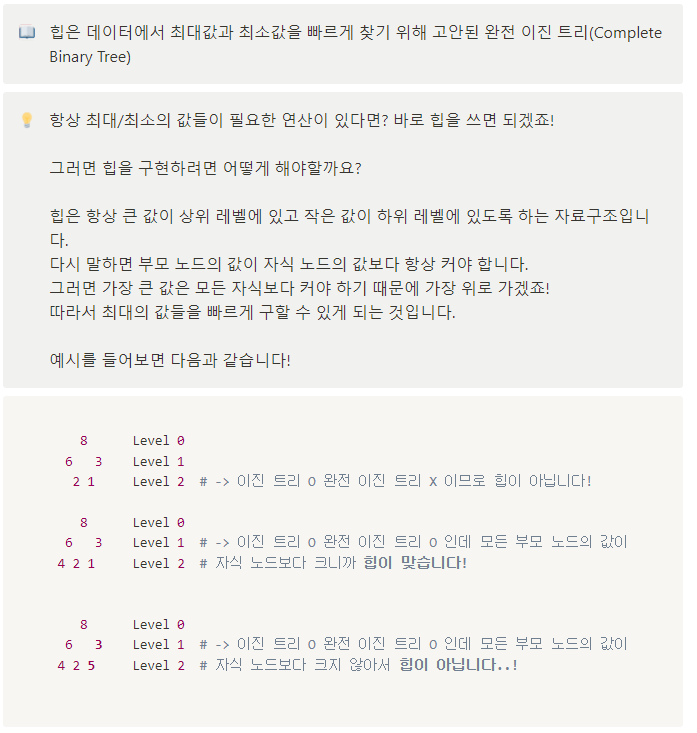 힙은 데이터에서 최대값과 최소값을 빠르게 찾기 위해 고안된 완전 이진 트리(Complete
Binary Tree)
항상 최대/최소의 값들이 필요한 연산이 있다면? 바로 힙을 쓰면 되겠죠!
그러면 힙을 구현하려면 어떻게 해야할까요?
힙은 항상 큰 값이 상위 레벨에 있고 작은 값이 하위 레벨에 있도록 하는 자료구조입니
다.
다시 말하면 부모 노드의 값이 자식 노드의 값보다 항상 커야 합니다.
그러면 가장 큰 값은 모든 자식보다 커야 하기 때문에 가장 위로 가겠죠!
따라서 최대의 값들을 빠르게 구할 수 있게 되는 것입니다.
예시를 들어보면 다음과 같습니다!
8 Level 0
6 3 Level 1
2 1 Level 2 # -> 이진 트리 O 완전 이진 트리 X 이므로 힙이 아닙니다!
8 Level 0
6 3 Level 1 # -> 이진 트리 O 완전 이진 트리 O 인데 모든 부모 노드의 값이
4 2 1 Level 2 # 자식 노드보다 크니까 힙이 맞습니다!
8 Level 0
6 3 Level 1 # -> 이진 트리 O 완전 이진 트리 O 인데 모든 부모 노드의 값이
4 2 5 Level 2 # 자식 노드보다 크지 않아서 힙이 아닙니다..!